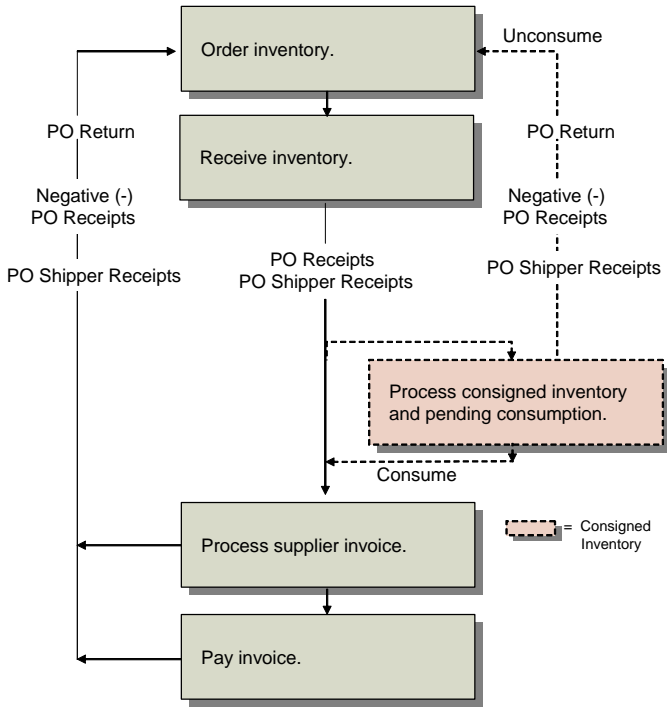 Order inventory.
Unconsume
PO Return
PO Return
Receive inventory.
Negative (-)
PO Receipts
Negative (-)
PO Receipts
PO Shipper Receipts
PO Receipts
PO Shipper Receipts
PO Shipper Receipts
Process consigned inventory
and pending consumption.
Consume
Process supplier invoice.
= Consigned
Inventory
Pay invoice.